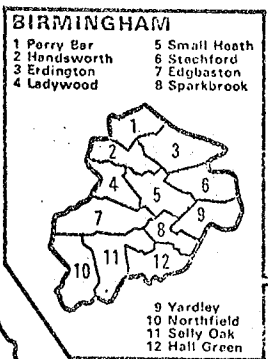 BIRMINGHAM
1 Perry Bar
2 Handsworth
3 Erdington
4 Ladywood
5 Small Heath
6 Stechford
7 Edgbaston
8 Sparkbrook
1
2
3
4
5
6
7
8
9
10
11
12
9 Yardley
10 Northfield
11 Selly Oak
12 Hall Green